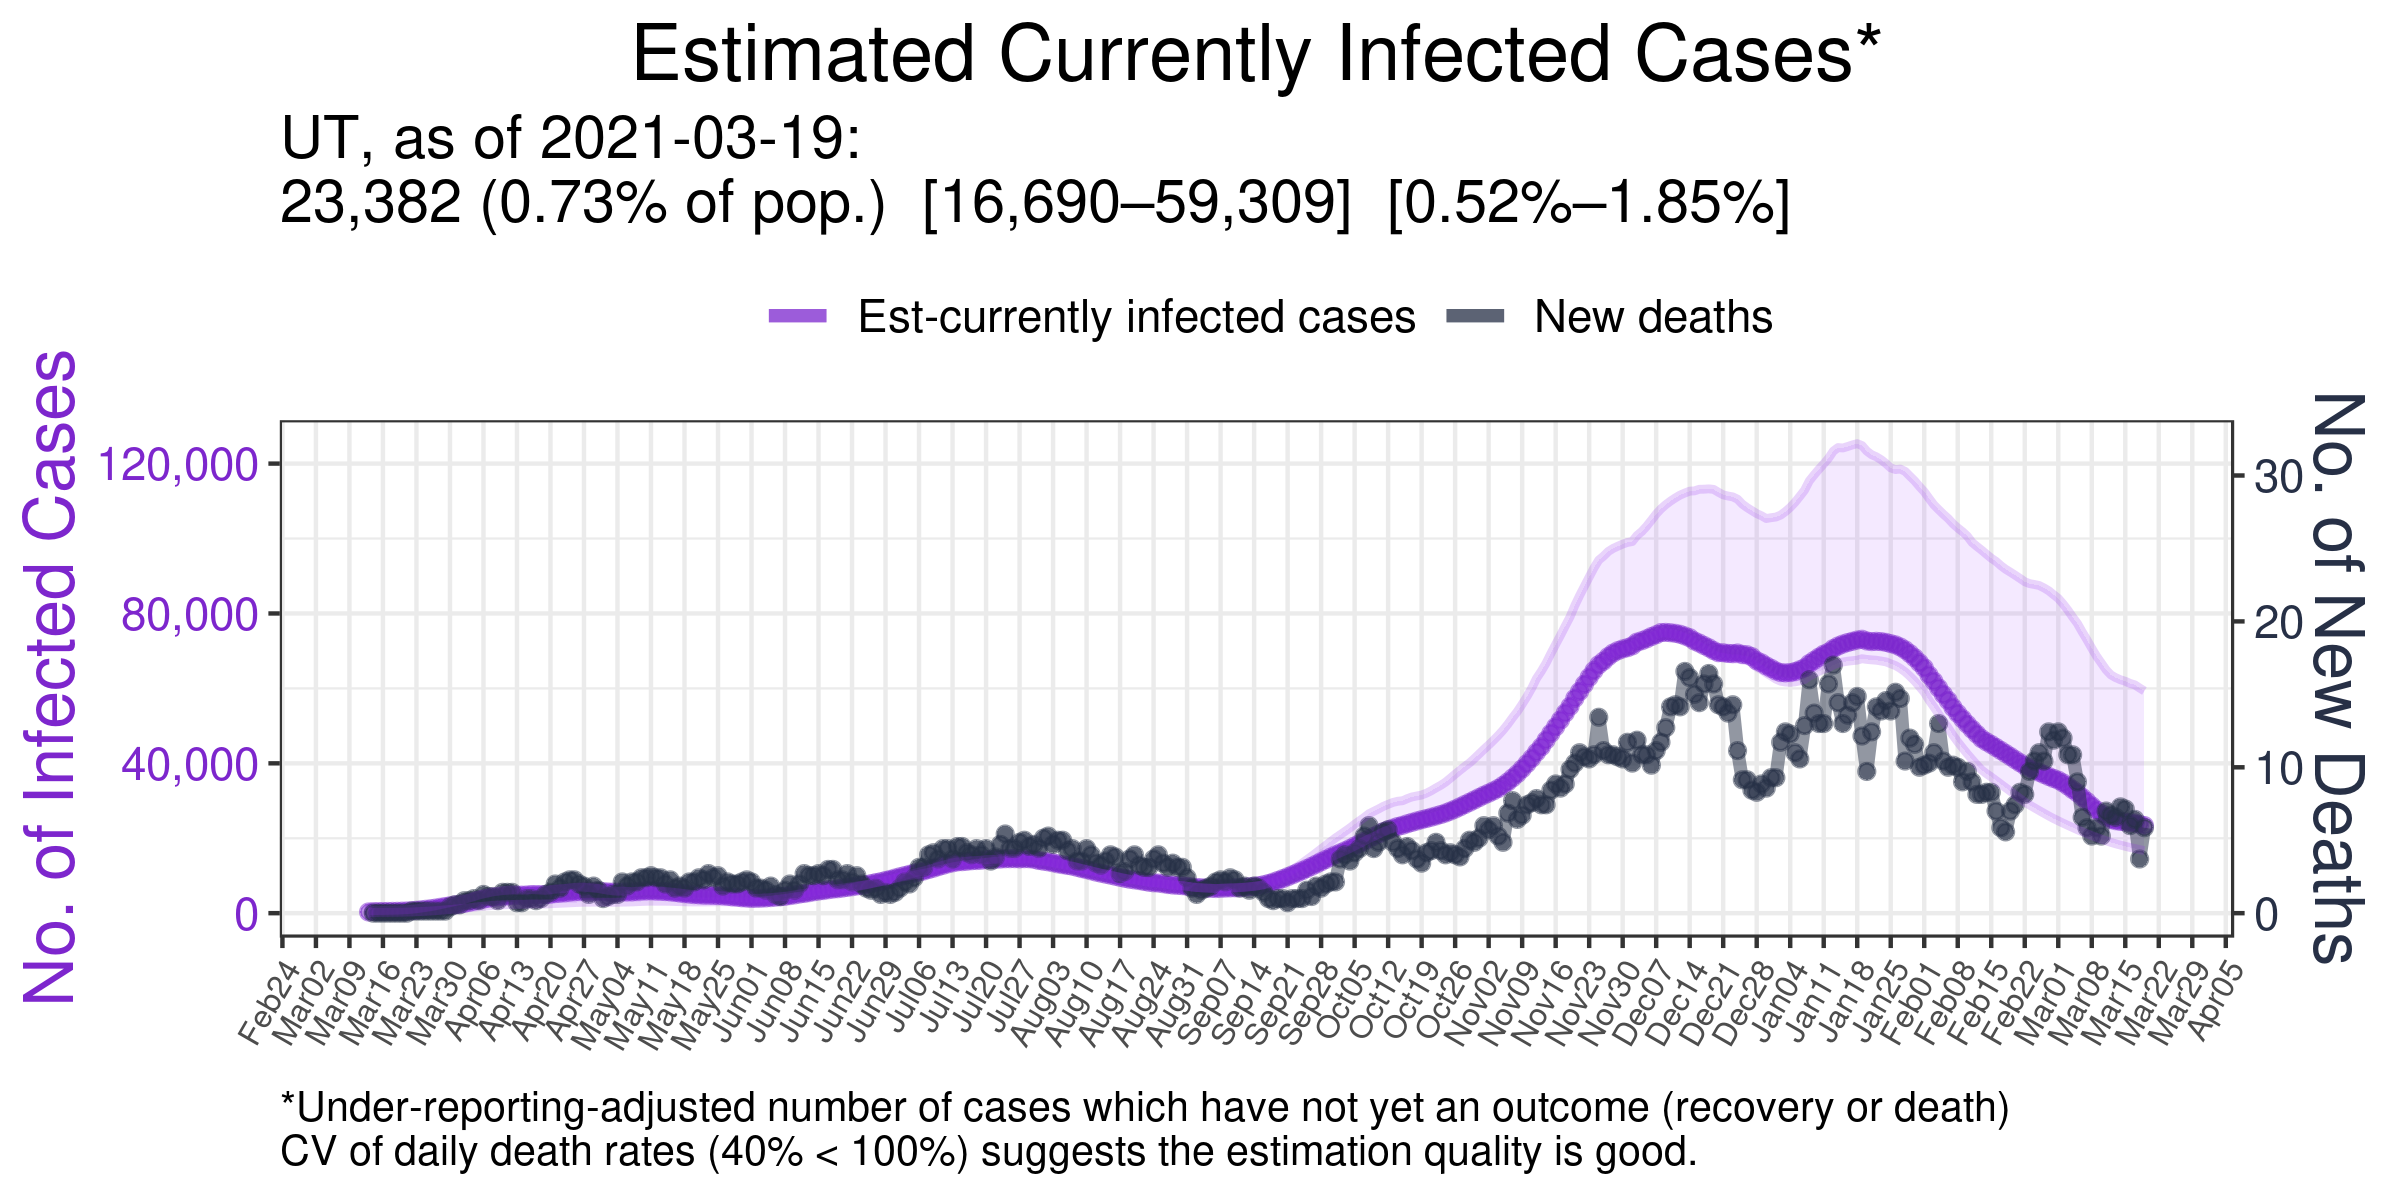 Estimated Currently Infected Cases*
UT, as of 2021-03-19:
23,382 (0.73% of pop.)  [16,690–59,309]  [0.52%–1.85%]
Est-currently infected cases
New deaths
No. of Infected Cases
120,000
80,000
40,000
0
No. of New Deaths
30
20
10
0
Feb24
Mar02
Mar09
Mar16
Mar23
Mar30
Apr06
Apr13
Apr20
Apr27
May04
May11
May18
May25
Jun01
Jun08
Jun15
Jun22
Jun29
Jul06
Jul13
Jul20
Jul27
Aug03
Aug10
Aug17
Aug24
Aug31
Sep07
Sep14
Sep21
Sep28
Oct05
Oct12
Oct19
Oct26
Nov02
Nov09
Nov16
Nov23
Nov30
Dec07
Dec14
Dec21
Dec28
Jan04
Jan11
Jan18
Jan25
Feb01
Feb08
Feb15
Feb22
Mar01
Mar08
Mar15
Mar22
Mar29
Apr05
*Under-reporting-adjusted number of cases which have not yet an outcome (recovery or death)
CV of daily death rates (40% < 100%) suggests the estimation quality is good.